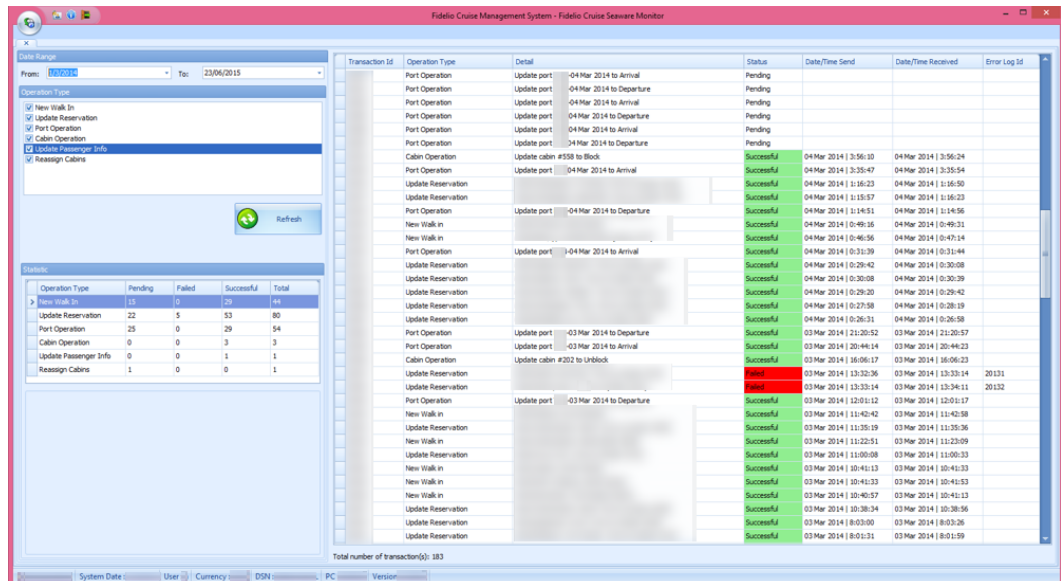 Fidelio Cruise Management System - Fidelio Cruise Seaware Monitor
Date Range
From: 1/3/2014 To: 23/06/2015
Operation Type
New Walk In
Update Reservation
Port Operation
Cabin Operation
Update Passenger Info
Reassign Cabins
Refresh
Statistic
Operation Type Pending Failed Successful Total
New Walk In 15 0 29 44
Update Reservation 22 5 53 80
Port Operation 25 0 29 54
Cabin Operation 0 0 3 3
Update Passenger Info 0 0 1 1
Reassign Cabins 1 0 0 1
Transaction Id Operation Type Detail Status Date/Time Send Date/Time Received Error Log Id
Port Operation Update port -04 Mar 2014 to Arrival Pending
Port Operation Update port -04 Mar 2014 to Departure Pending
Port Operation Update port -04 Mar 2014 to Arrival Pending
Port Operation Update port 04 Mar 2014 to Departure Pending
Port Operation Update port 04 Mar 2014 to Arrival Pending
Port Operation Update port 04 Mar 2014 to Departure Pending
Cabin Operation Update cabin #558 to Block Successful 04 Mar 2014 | 3:56:10 04 Mar 2014 | 3:56:24
Port Operation Update port 04 Mar 2014 to Arrival Successful 04 Mar 2014 | 3:35:47 04 Mar 2014 | 3:35:54
Update Reservation Successful 04 Mar 2014 | 1:16:23 04 Mar 2014 | 1:16:50
Update Reservation Successful 04 Mar 2014 | 1:15:57 04 Mar 2014 | 1:16:23
Port Operation Update port -04 Mar 2014 to Departure Successful 04 Mar 2014 | 1:14:51 04 Mar 2014 | 1:14:56
New Walk in Successful 04 Mar 2014 | 0:49:16 04 Mar 2014 | 0:49:31
New Walk in Successful 04 Mar 2014 | 0:46:56 04 Mar 2014 | 0:47:14
Port Operation Update port -04 Mar 2014 to Arrival Successful 04 Mar 2014 | 0:31:39 04 Mar 2014 | 0:31:44
Update Reservation Successful 04 Mar 2014 | 0:29:42 04 Mar 2014 | 0:30:08
Update Reservation Successful 04 Mar 2014 | 0:30:08 04 Mar 2014 | 0:30:39
Update Reservation Successful 04 Mar 2014 | 0:29:20 04 Mar 2014 | 0:29:42
Update Reservation Successful 04 Mar 2014 | 0:27:58 04 Mar 2014 | 0:28:19
Update Reservation Successful 04 Mar 2014 | 0:26:31 04 Mar 2014 | 0:26:58
Port Operation Update port -03 Mar 2014 to Departure Successful 03 Mar 2014 | 21:20:52 03 Mar 2014 | 21:20:57
Port Operation Update port -03 Mar 2014 to Arrival Successful 03 Mar 2014 | 20:44:14 03 Mar 2014 | 20:44:23
Cabin Operation Update cabin #202 to Unblock Successful 03 Mar 2014 | 16:06:17 03 Mar 2014 | 16:06:23
Update Reservation Failed 03 Mar 2014 | 13:32:36 03 Mar 2014 | 13:33:14 20131
Update Reservation Failed 03 Mar 2014 | 13:33:14 03 Mar 2014 | 13:34:11 20132
Port Operation Update port -03 Mar 2014 to Departure Successful 03 Mar 2014 | 12:01:12 03 Mar 2014 | 12:01:17
New Walk in Successful 03 Mar 2014 | 11:42:42 03 Mar 2014 | 11:42:58
Update Reservation Successful 03 Mar 2014 | 11:35:19 03 Mar 2014 | 11:35:36
New Walk in Successful 03 Mar 2014 | 11:22:51 03 Mar 2014 | 11:23:09
Update Reservation Successful 03 Mar 2014 | 11:00:08 03 Mar 2014 | 11:00:33
New Walk in Successful 03 Mar 2014 | 10:41:13 03 Mar 2014 | 10:41:33
New Walk in Successful 03 Mar 2014 | 10:41:33 03 Mar 2014 | 10:41:53
New Walk in Successful 03 Mar 2014 | 10:40:57 03 Mar 2014 | 10:41:13
Update Reservation Successful 03 Mar 2014 | 10:38:34 03 Mar 2014 | 10:38:56
Update Reservation Successful 03 Mar 2014 | 8:03:00 03 Mar 2014 | 8:03:26
Update Reservation Successful 03 Mar 2014 | 8:01:31 03 Mar 2014 | 8:01:59
Total number of transaction(s): 183
System Date: User Currency: DSN: PC Version